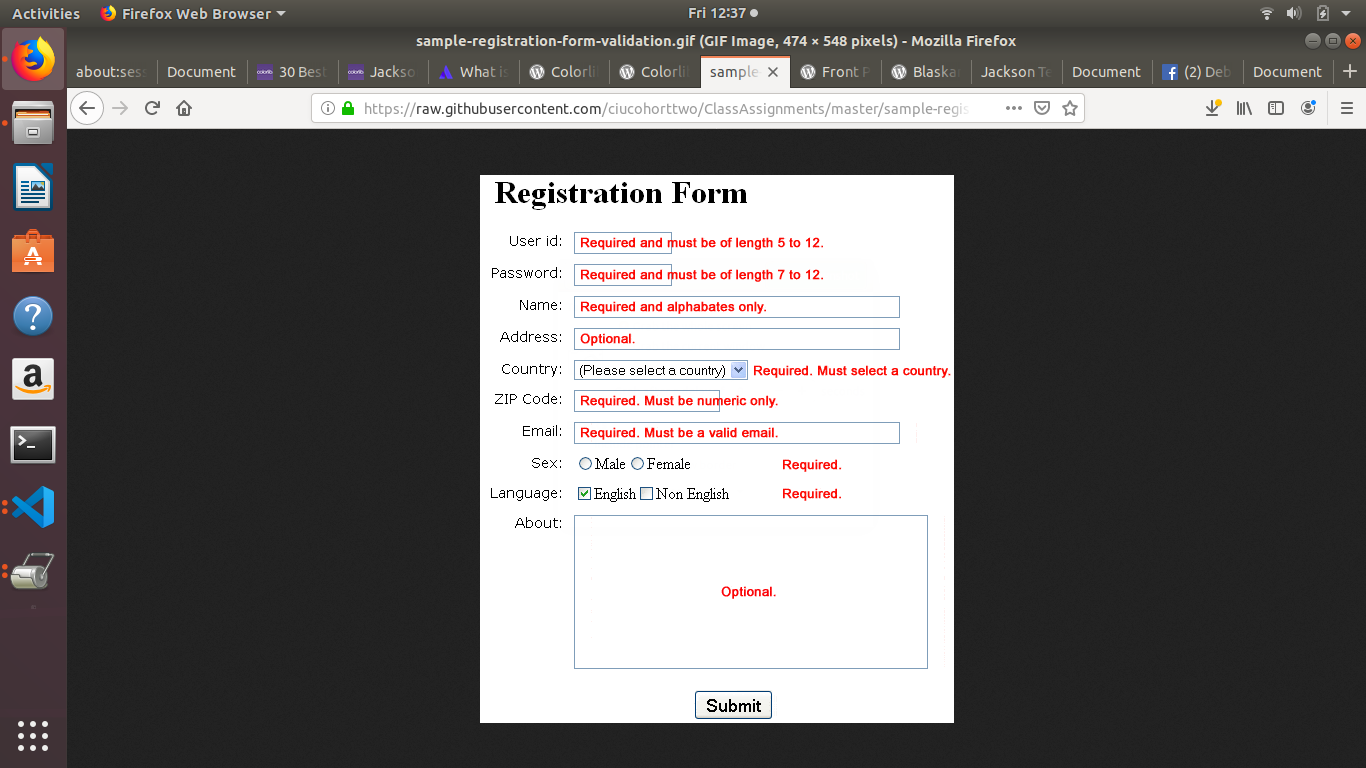 Activities Firefox Web Browser Fri 12:37
sample-registration-form-validation.gif (GIF Image, 474 × 548 pixels) - Mozilla Firefox
about:ses Document 30 Best Jackso What is Colorli Colorli sample- Front P Blaska Jackson Te Document (2) Deb Document
https://raw.githubusercontent.com/ciucohorttwo/ClassAssignments/master/sample-regis
Registration Form
User id: Required and must be of length 5 to 12.
Password: Required and must be of length 7 to 12.
Name: Required and alphabates only.
Address: Optional.
Country: (Please select a country) Required. Must select a country.
ZIP Code: Required. Must be numeric only.
Email: Required. Must be a valid email.
Sex: Male Female Required.
Language: English Non English Required.
About:
Optional.
Submit